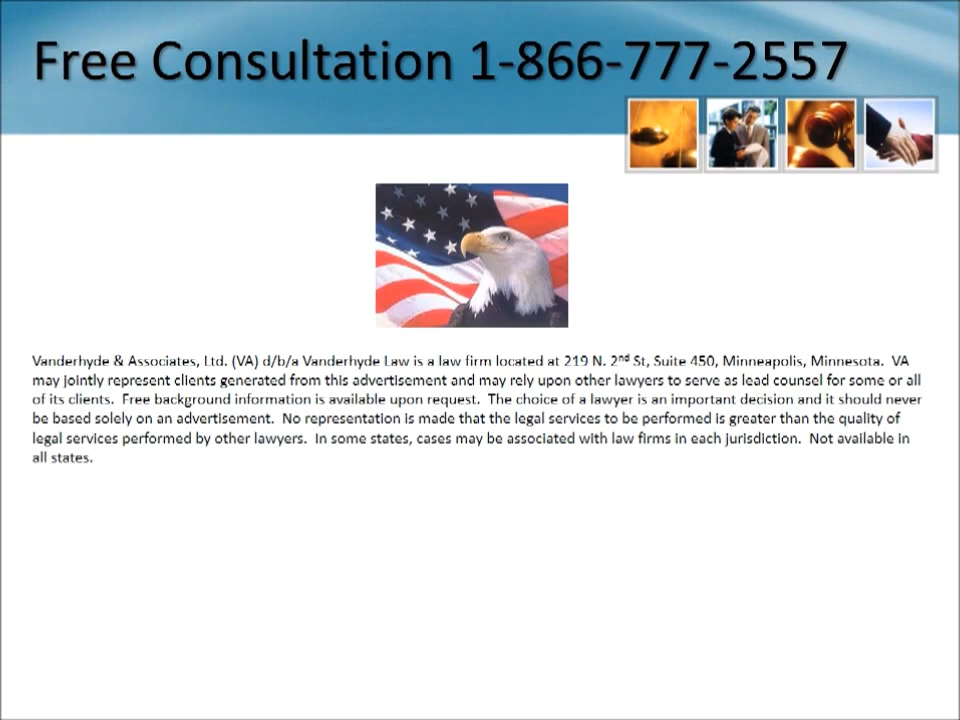 Free Consultation 1-866-777-2557
Vanderhyde & Associates, Ltd. (VA) d/b/a Vanderhyde Law is a law firm located at 219 N. 2nd St, Suite 450, Minneapolis, Minnesota.  VA
may jointly represent clients generated from this advertisement and may rely upon other lawyers to serve as lead counsel for some or all
of its clients.  Free background information is available upon request.  The choice of a lawyer is an important decision and it should never
be based solely on an advertisement.  No representation is made that the legal services to be performed is greater than the quality of
legal services performed by other lawyers.  In some states, cases may be associated with law firms in each jurisdiction.  Not available in
all states.